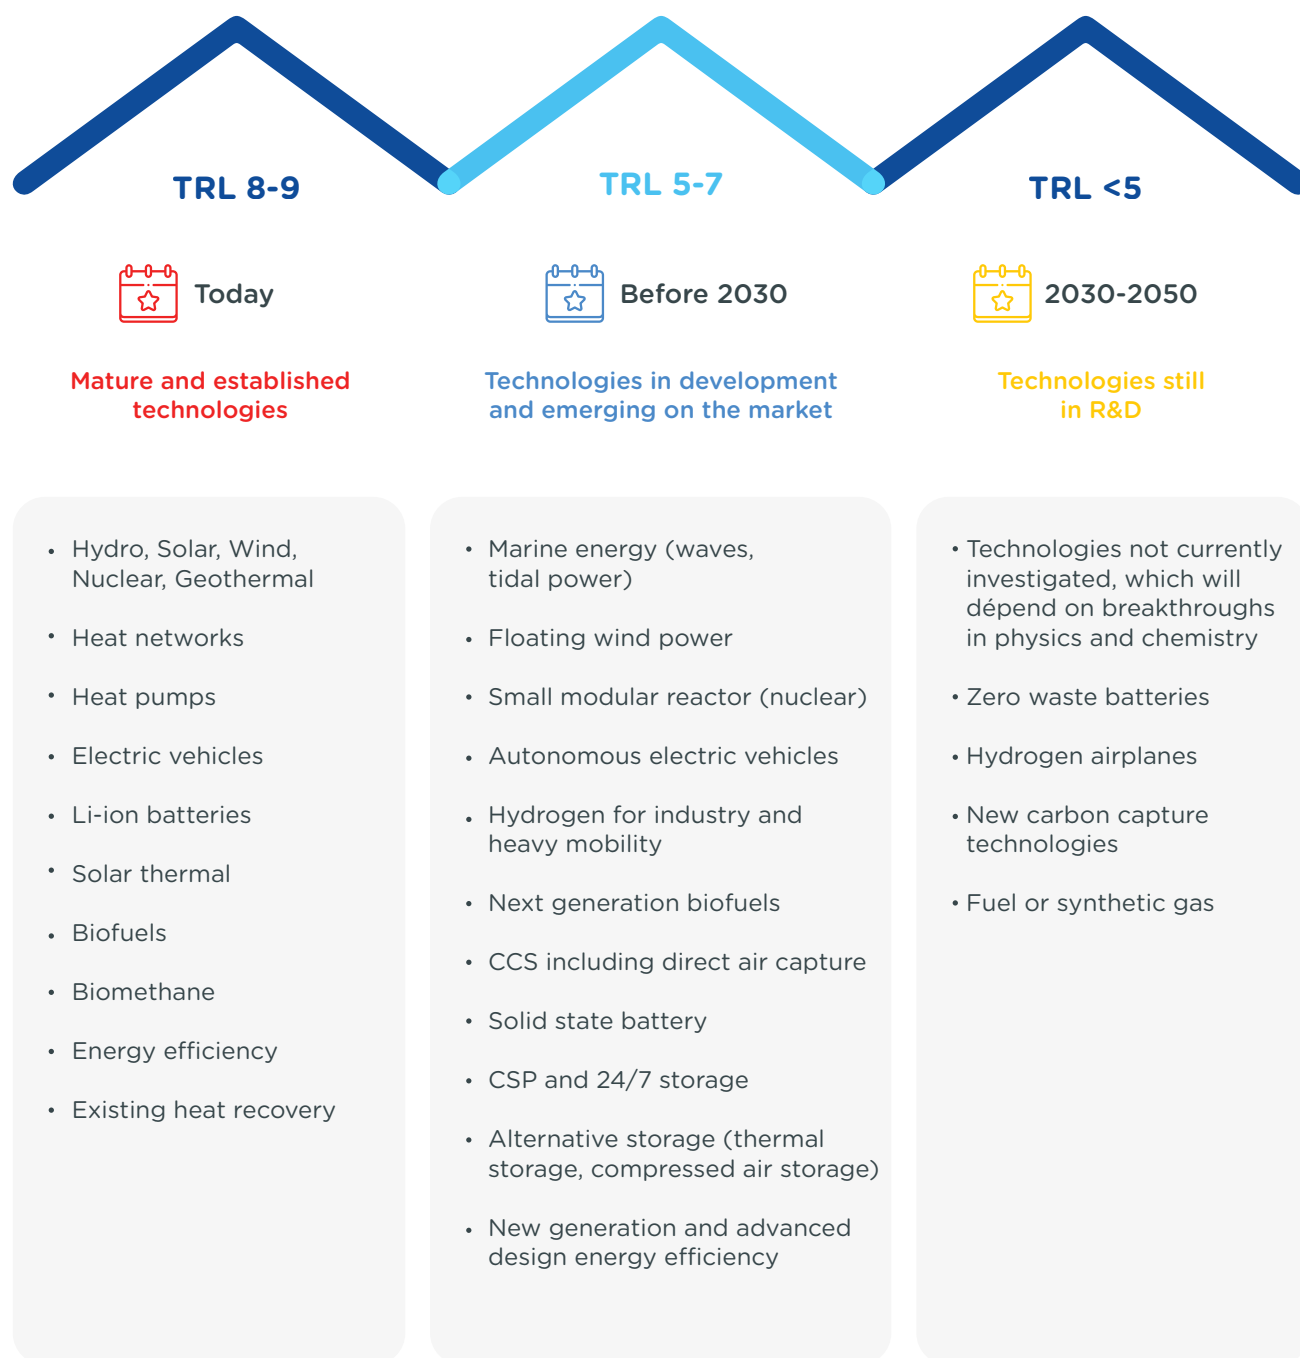 TRL 8-9
Today
Mature and established
technologies
• Hydro, Solar, Wind,
Nuclear, Geothermal
• Heat networks
• Heat pumps
• Electric vehicles
• Li-ion batteries
• Solar thermal
• Biofuels
• Biomethane
• Energy efficiency
• Existing heat recovery
TRL 5-7
Before 2030
Technologies in development
and emerging on the market
• Marine energy (waves,
tidal power)
• Floating wind power
• Small modular reactor (nuclear)
• Autonomous electric vehicles
• Hydrogen for industry and
heavy mobility
• Next generation biofuels
• CCS including direct air capture
• Solid state battery
• CSP and 24/7 storage
• Alternative storage (thermal
storage, compressed air storage)
• New generation and advanced
design energy efficiency
TRL <5
2030-2050
Technologies still
in R&D
• Technologies not currently
investigated, which will
dépend on breakthroughs
in physics and chemistry
• Zero waste batteries
• Hydrogen airplanes
• New carbon capture
technologies
• Fuel or synthetic gas